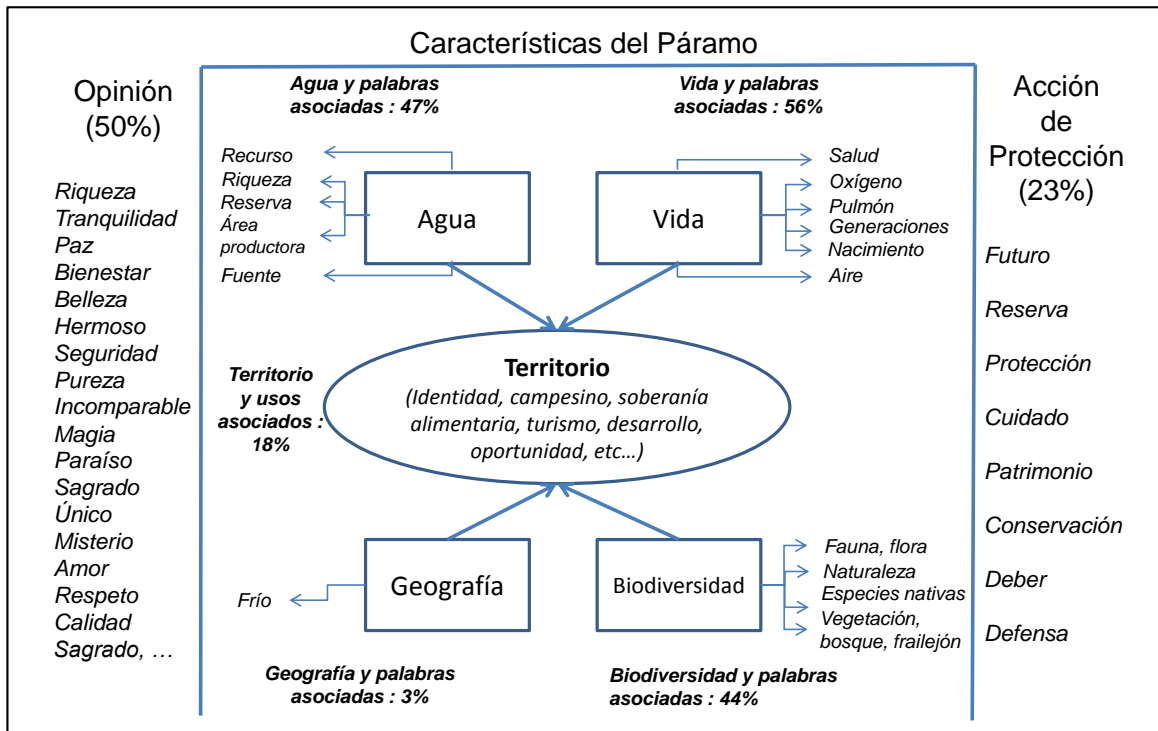 Características del Páramo
Opinión
(50%)
Riqueza
Tranquilidad
Paz
Bienestar
Belleza
Hermoso
Seguridad
Pureza
Incomparable
Magia
Paraíso
Sagrado
Único
Misterio
Amor
Respeto
Calidad
Sagrado, …
Agua y palabras
asociadas : 47%
Recurso
Riqueza
Reserva
Área
productora
Fuente
Agua
Vida y palabras
asociadas : 56%
Vida
Salud
Oxígeno
Pulmón
Generaciones
Nacimiento
Aire
Territorio
y usos
asociados :
18%
Territorio
(Identidad, campesino, soberanía
alimentaria, turismo, desarrollo,
oportunidad, etc…)
Frío
Geografía
Geografía y palabras
asociadas : 3%
Biodiversidad
Fauna, flora
Naturaleza
Especies nativas
Vegetación,
bosque, frailejón
Biodiversidad y palabras
asociadas : 44%
Acción
de
Protección
(23%)
Futuro
Reserva
Protección
Cuidado
Patrimonio
Conservación
Deber
Defensa